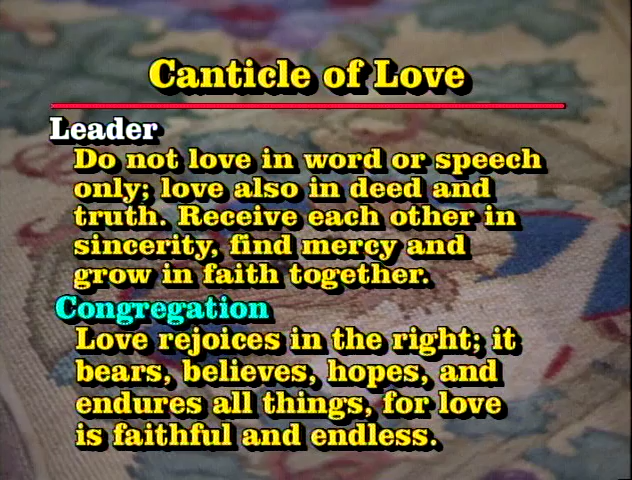 Canticle of Love
Leader
Do not love in word or speech
only; love also in deed and
truth. Receive each other in
sincerity, find mercy and
grow in faith together.
Congregation
Love rejoices in the right; it
bears, believes, hopes, and
endures all things, for love
is faithful and endless.